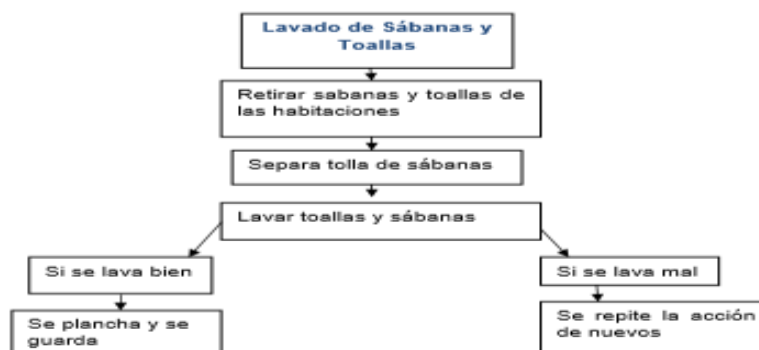 Lavado de Sábanas y
Toallas
Retirar sabanas y toallas de
las habitaciones
Separa tolla de sábanas
Lavar toallas y sábanas
Si se lava bien
Si se lava mal
Se plancha y se
guarda
Se repite la acción
de nuevos